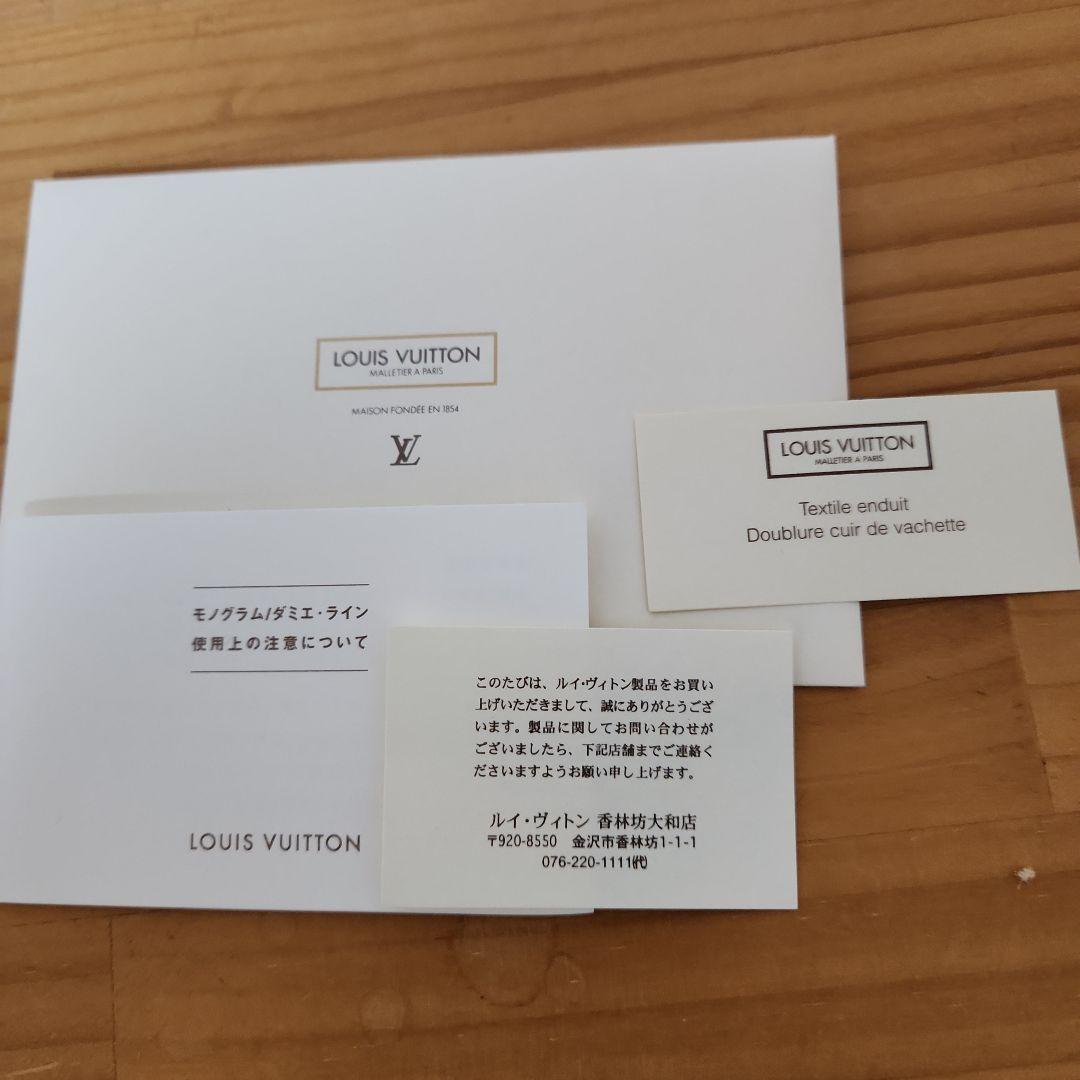 LOUIS VUITTON
MALLETIER A PARIS
MAISON FONDÉE EN 1854
LV
LOUIS VUITTON
MALLETIER A PARIS
Textile enduit
Doublure cuir de vachette
モノグラム/ダミエ・ライン
使用上の注意について
LOUIS VUITTON
このたびは、ルイ・ヴィトン製品をお買い
上げいただきまして、誠にありがとうござ
います。製品に関してお問い合わせが
ございましたら、下記店舗までご連絡く
ださいますようお願い申し上げます。
ルイ・ヴィトン 香林坊大和店
〒920-8550 金沢市香林坊1-1-1
076-220-1111㈹